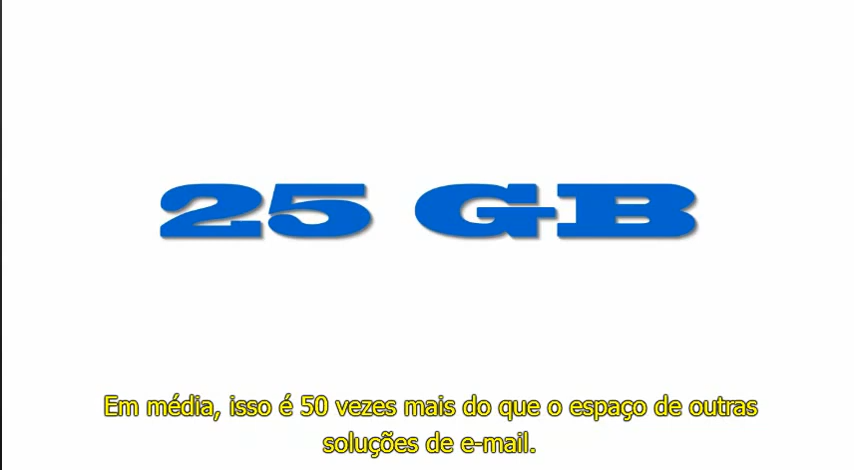 25 GB
Em média, isso é 50 vezes mais do que o espaço de outras
soluções de e-mail.